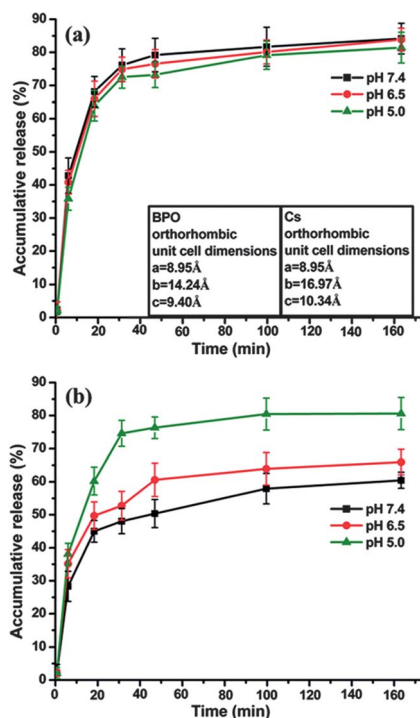 (a)
Accumulative release (%)
90
80
70
60
50
40
30
20
10
0
pH 7.4
pH 6.5
pH 5.0
BPO
orthorhombic
unit cell dimensions
a=8.95Å
b=14.24Å
c=9.40Å
Cs
orthorhombic
unit cell dimensions
a=8.95Å
b=16.97Å
c=10.34Å
0 20 40 60 80 100 120 140 160
Time (min)
(b)
Accumulative release (%)
90
80
70
60
50
40
30
20
10
0
pH 7.4
pH 6.5
pH 5.0
0 20 40 60 80 100 120 140 160
Time (min)